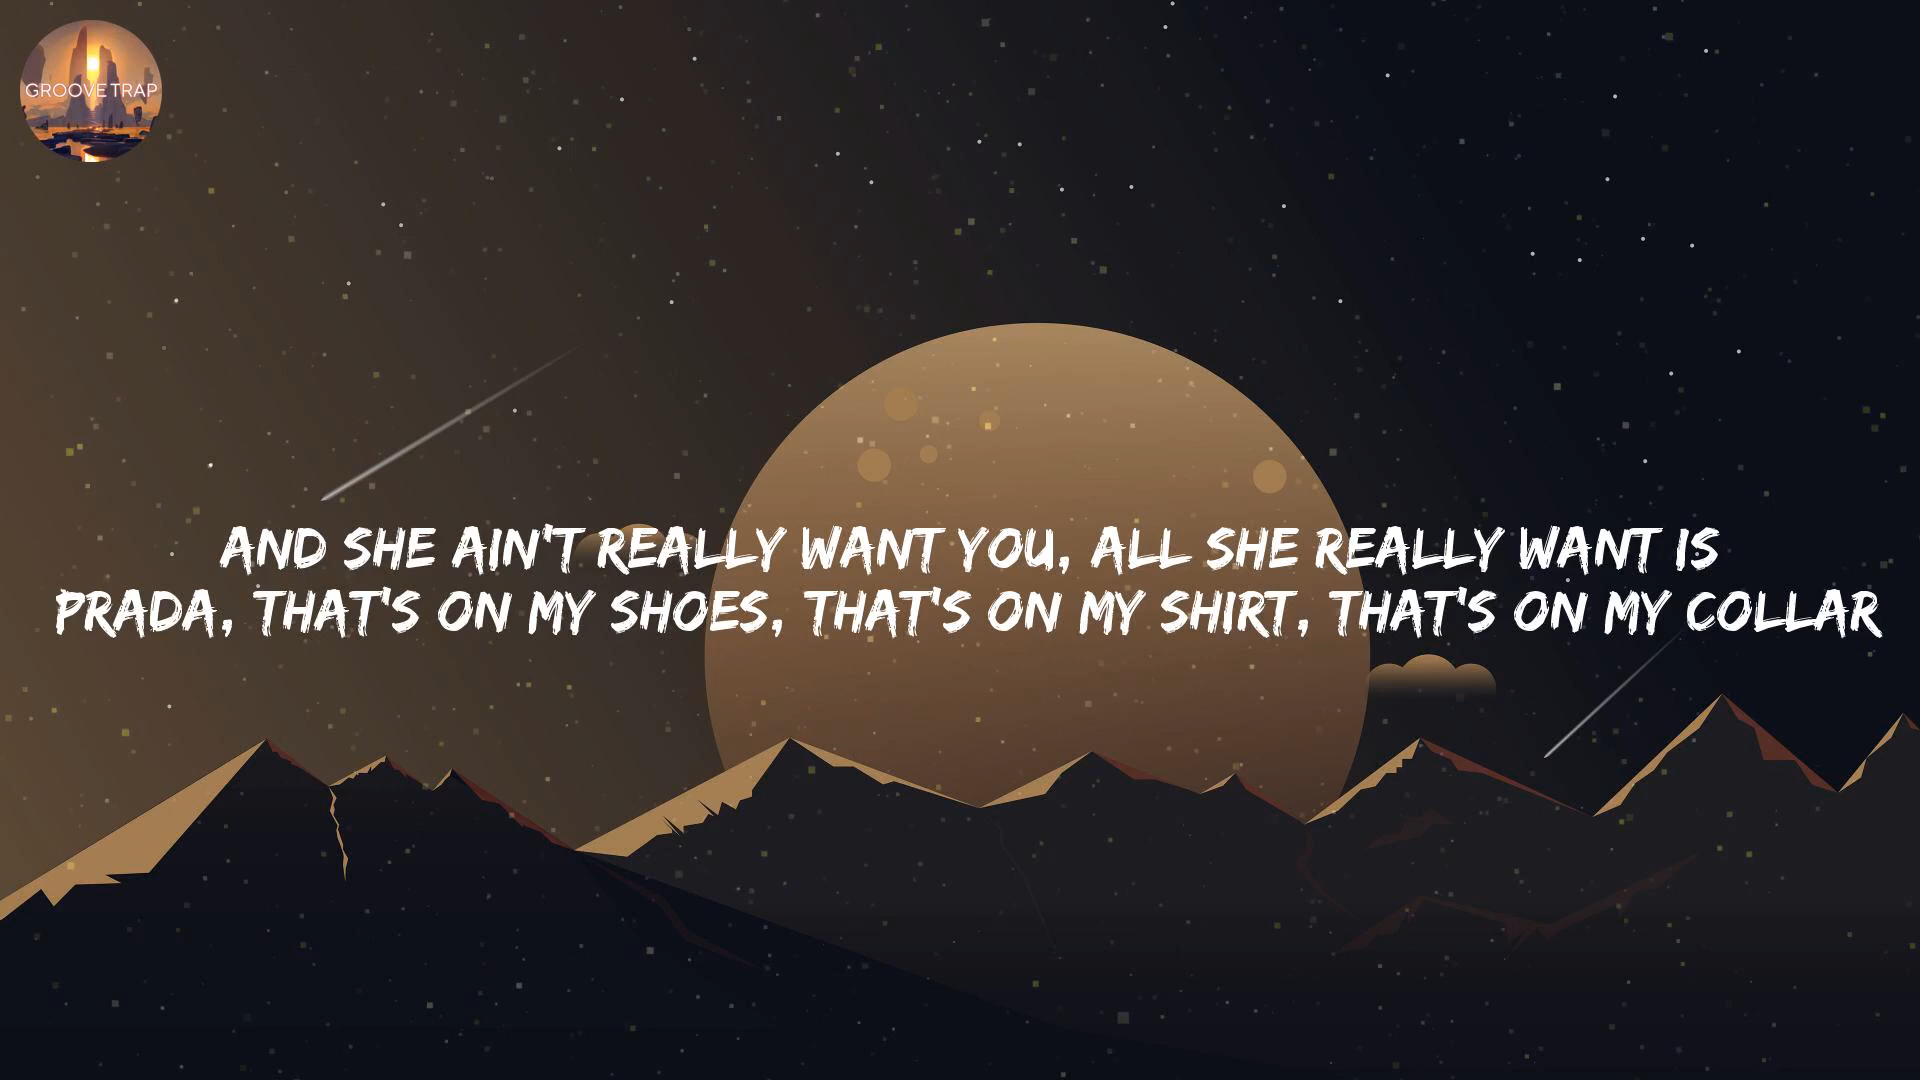 GROOVE TRAP
AND SHE AIN'T REALLY WANT YOU, ALL SHE REALLY WANT IS
PRADA, THAT'S ON MY SHOES, THAT'S ON MY SHIRT, THAT'S ON MY COLLAR